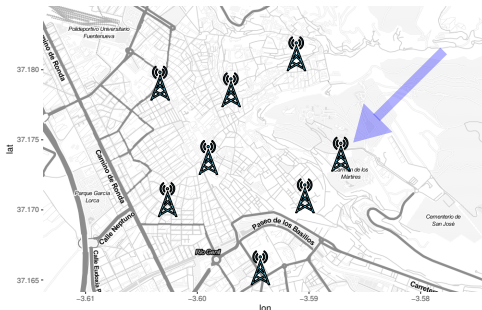 Polideportivo Universitario
Fuentenueva
Camino de Ronda
37.180
37.175
lat
Camino de Ronda
Carmen de los
Mártires
Parque García
Lorca
37.170
Calle Neptuno
Paseo de los Basilios
Cementerio de
San José
Río Genil
37.165
−3.61
−3.60
−3.59
−3.58
lon